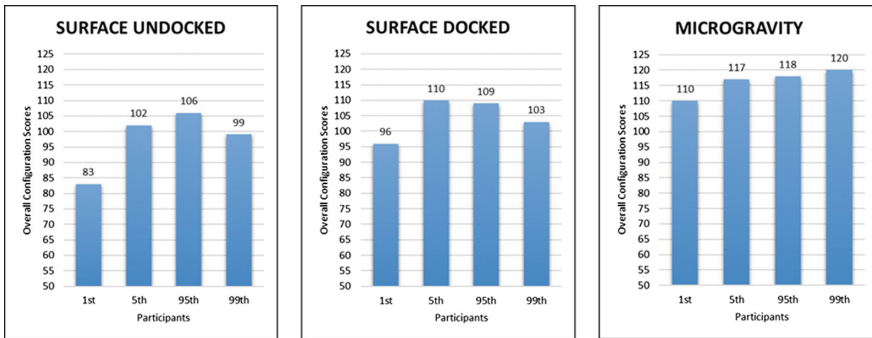 SURFACE UNDOCKED
125
120
115
110
105
100
95
90
85
80
75
70
65
60
55
50
Overall Configuration Scores
83
102
106
99
1st
5th
95th
99th
Participants
SURFACE DOCKED
125
120
115
110
105
100
95
90
85
80
75
70
65
60
55
50
Overall Configuration Scores
96
110
109
103
1st
5th
95th
99th
Participants
MICROGRAVITY
125
120
115
110
105
100
95
90
85
80
75
70
65
60
55
50
Overall Configuration Scores
110
117
118
120
1st
5th
95th
99th
Participants